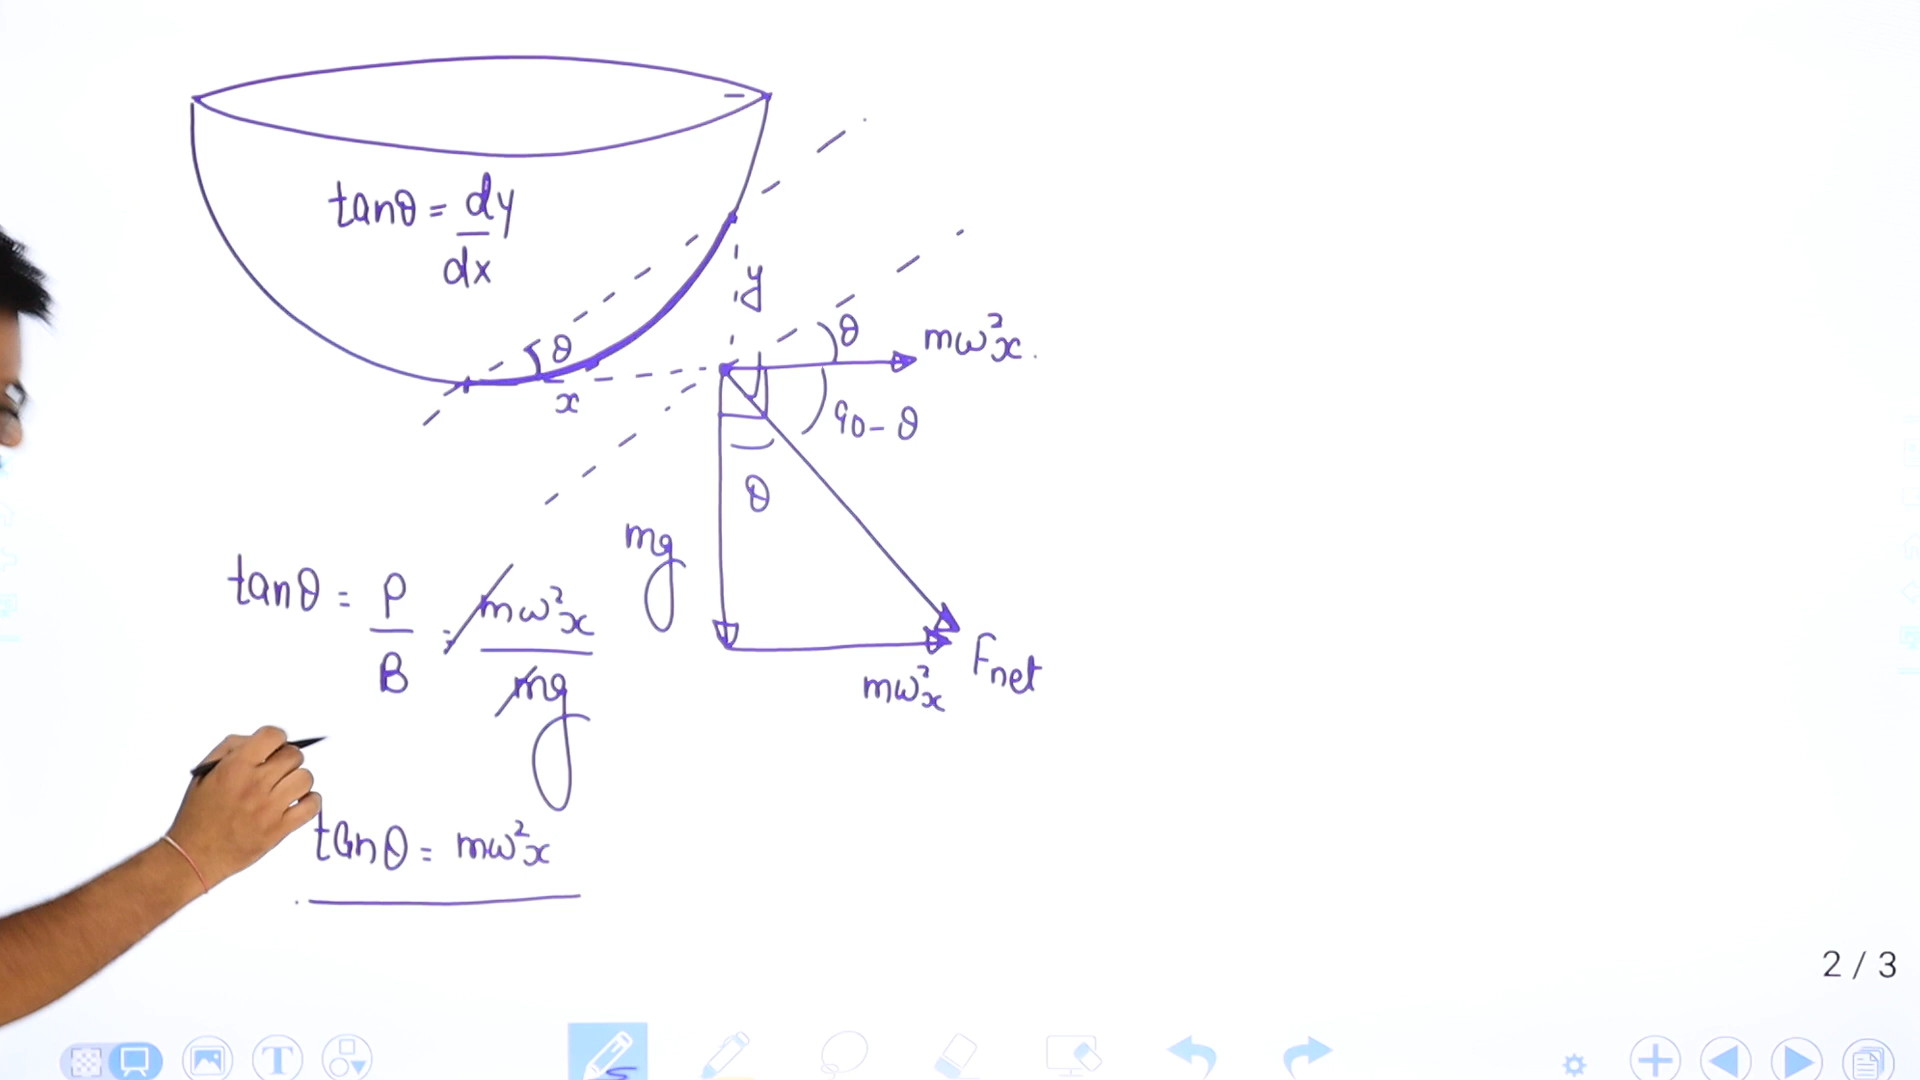 tanθ = dy/dx
y
θ
θ
mω²x
x
90-θ
θ
mg
tanθ = P/B = mω²x/mg
Fnet
mω²x
tanθ = mω²x
2 / 3
T